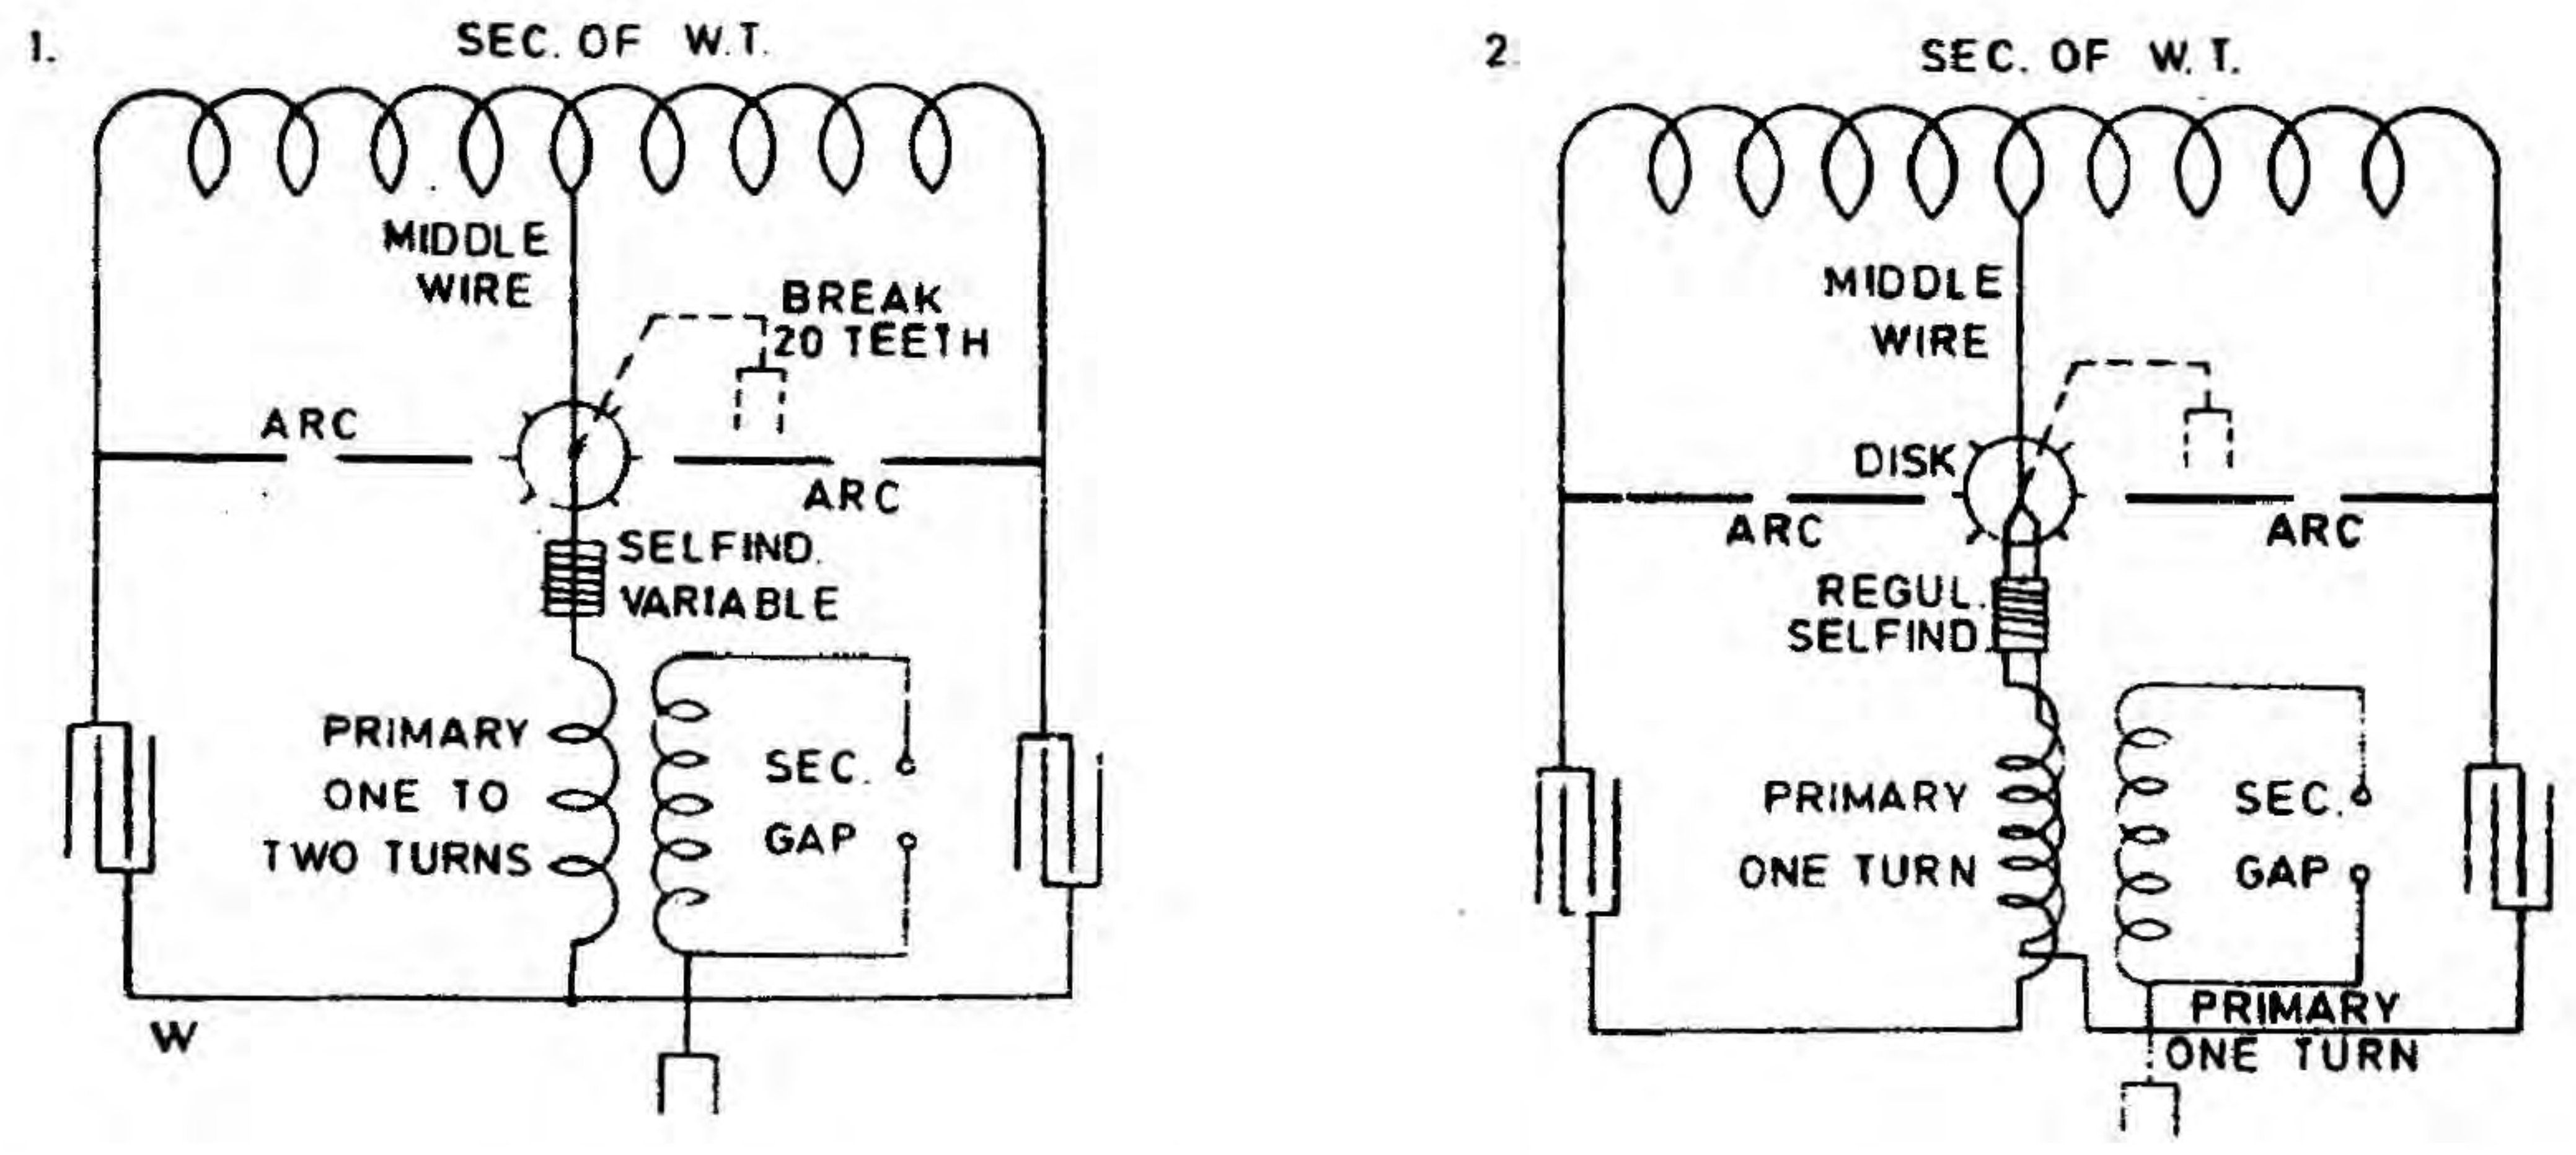 1.
SEC. OF W.T.
MIDDLE
WIRE
BREAK
20 TEETH
ARC
ARC
SELFIND.
VARIABLE
PRIMARY
ONE TO
TWO TURNS
SEC.
GAP
W
2
SEC. OF W.T.
MIDDLE
WIRE
DISK
ARC
ARC
REGUL.
SELFIND.
PRIMARY
ONE TURN
SEC.
GAP
PRIMARY
ONE TURN